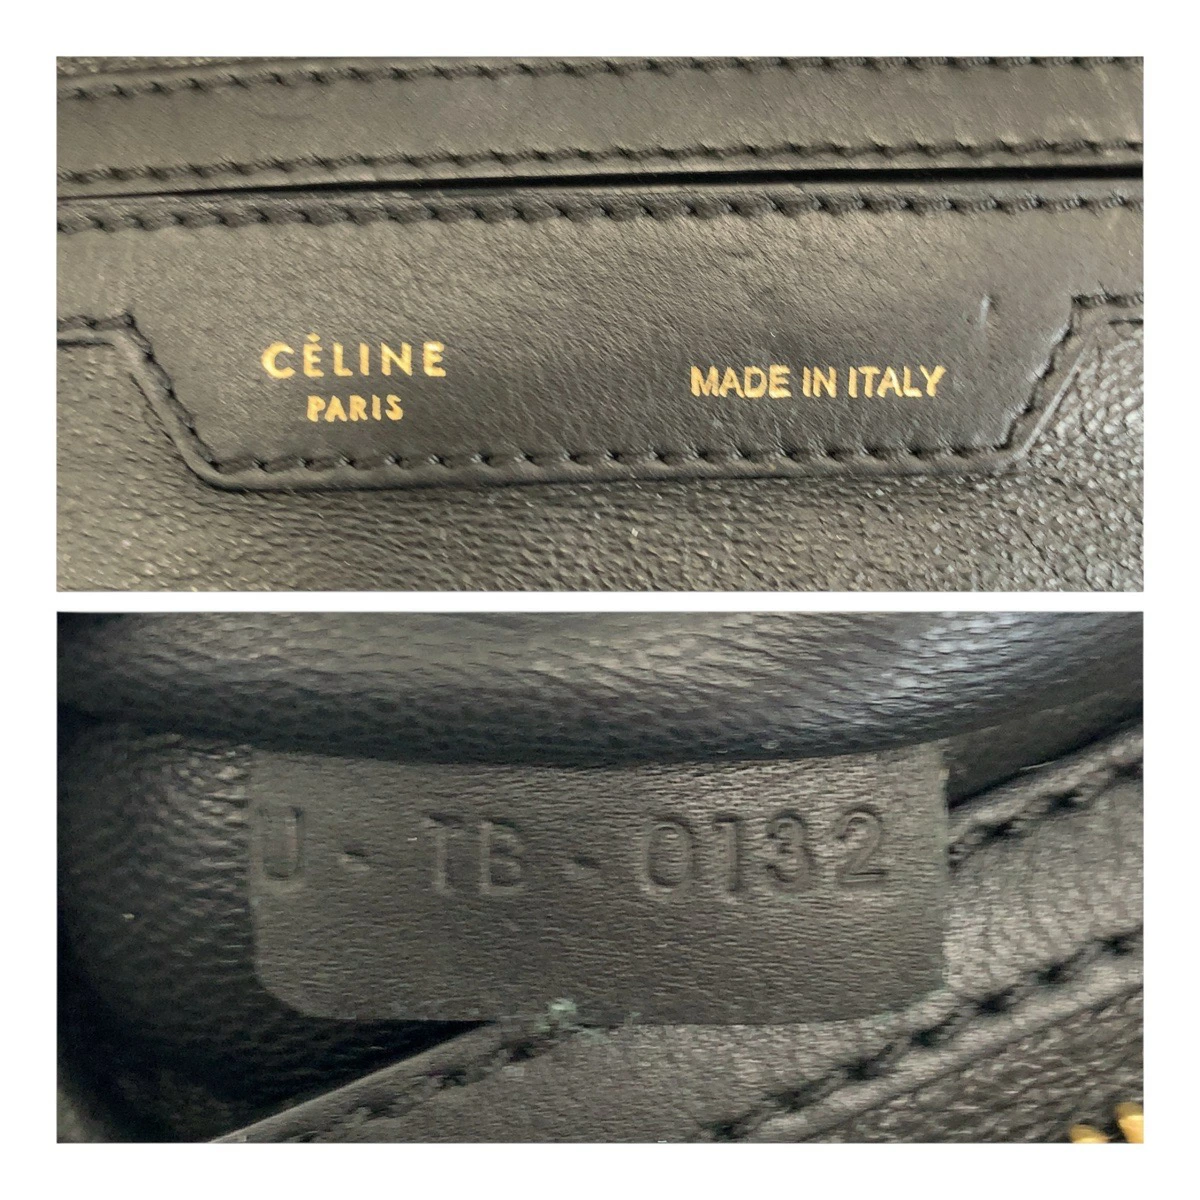 CÉLINE
PARIS
MADE IN ITALY
U-TB-0132